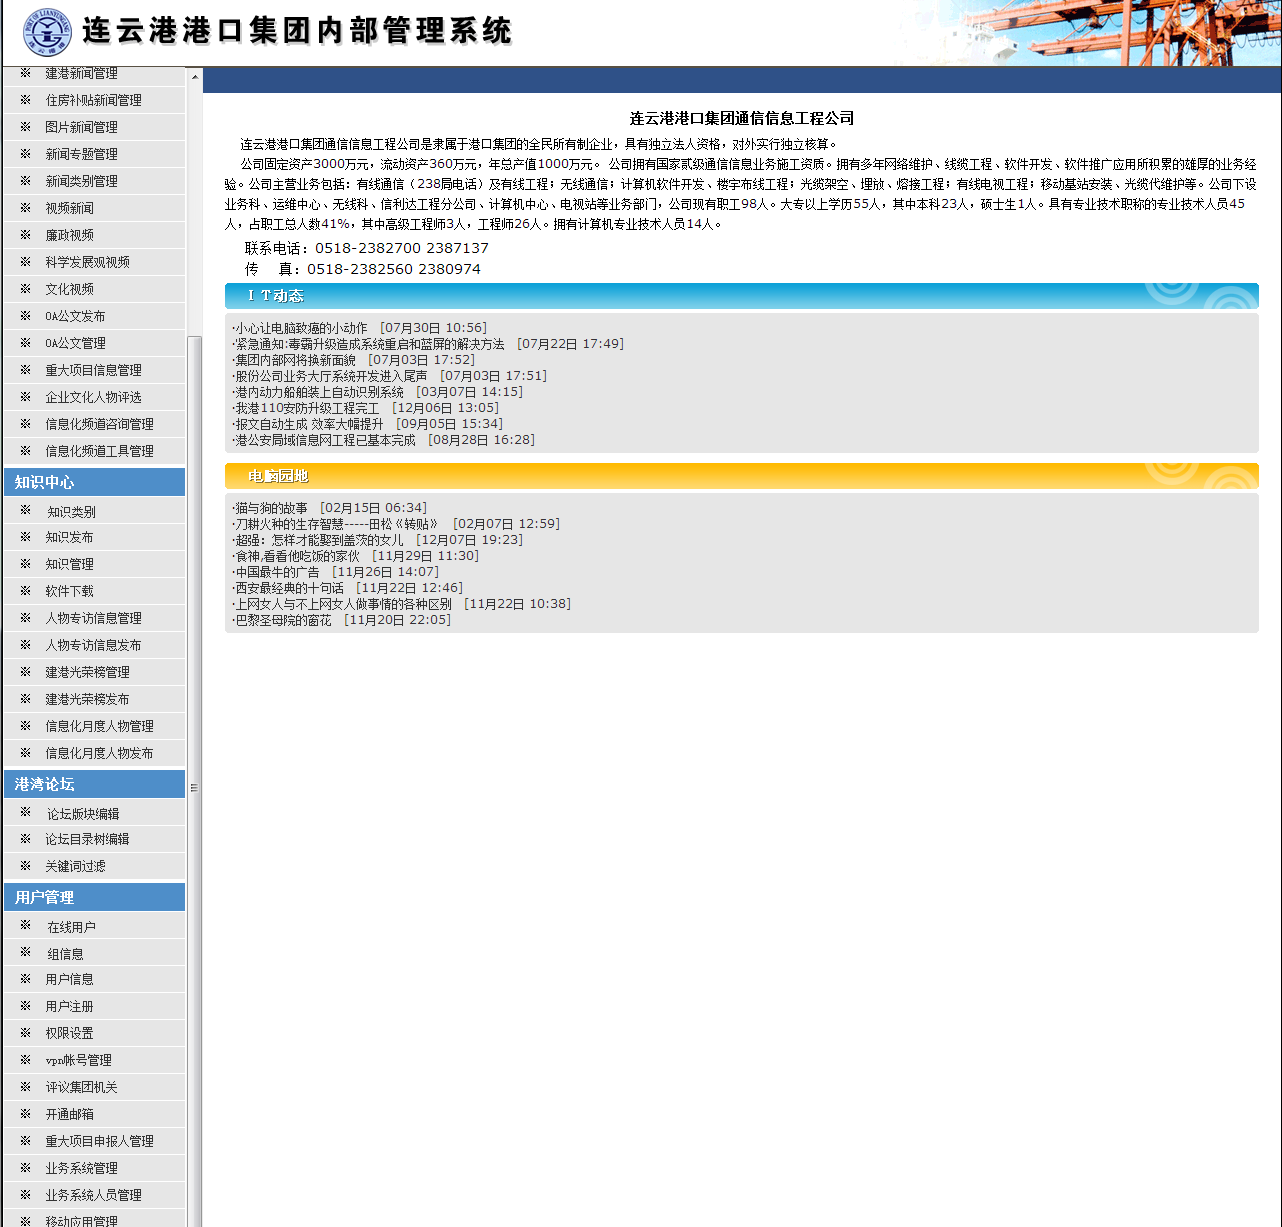 连云港港口集团内部管理系统
建港新闻管理
※ 住房补贴新闻管理
※ 图片新闻管理
※ 新闻专题管理
※ 新闻类别管理
※ 视频新闻
※ 廉政视频
※ 科学发展观视频
※ 文化视频
※ OA公文发布
※ OA公文管理
※ 重大项目信息管理
※ 企业文化人物评选
※ 信息化频道咨询管理
※ 信息化频道工具管理
知识中心
※ 知识类别
※ 知识发布
※ 知识管理
※ 软件下载
※ 人物专访信息管理
※ 人物专访信息发布
※ 建港光荣榜管理
※ 建港光荣榜发布
※ 信息化月度人物管理
※ 信息化月度人物发布
港湾论坛
※ 论坛版块编辑
※ 论坛目录树编辑
※ 关键词过滤
用户管理
※ 在线用户
※ 组信息
※ 用户信息
※ 用户注册
※ 权限设置
※ vpn帐号管理
※ 评议集团机关
※ 开通邮箱
※ 重大项目申报人管理
※ 业务系统管理
※ 业务系统人员管理
※ 移动应用管理
连云港港口集团通信信息工程公司
连云港港口集团通信信息工程公司是隶属于港口集团的全民所有制企业，具有独立法人资格，对外实行独立核算。
公司固定资产3000万元，流动资产360万元，年总产值1000万元。 公司拥有国家贰级通信信息业务施工资质。拥有多年网络维护、线缆工程、软件开发、软件推广应用所积累的雄厚的业务经
验。公司主营业务包括：有线通信（238局电话）及有线工程；无线通信；计算机软件开发、楼宇布线工程；光缆架空、埋放、熔接工程；有线电视工程；移动基站安装、光缆代维护等。公司下设
业务科、运维中心、无线科、信利达工程分公司、计算机中心、电视站等业务部门，公司现有职工98人。大专以上学历55人，其中本科23人，硕士生1人。具有专业技术职称的专业技术人员45
人，占职工总人数41%，其中高级工程师3人，工程师26人。拥有计算机专业技术人员14人。
联系电话：0518-2382700 2387137
传 真：0518-2382560 2380974
ＩＴ动态
·小心让电脑致癌的小动作 [07月30日 10:56]
·紧急通知:毒霸升级造成系统重启和蓝屏的解决方法 [07月22日 17:49]
·集团内部网将换新面貌 [07月03日 17:52]
·股份公司业务大厅系统开发进入尾声 [07月03日 17:51]
·港内动力船舶装上自动识别系统 [03月07日 14:15]
·我港110安防升级工程完工 [12月06日 13:05]
·报文自动生成 效率大幅提升 [09月05日 15:34]
·港公安局域信息网工程已基本完成 [08月28日 16:28]
电脑园地
·猫与狗的故事 [02月15日 06:34]
·刀耕火种的生存智慧-----田松《转贴》 [02月07日 12:59]
·超强：怎样才能娶到盖茨的女儿 [12月07日 19:23]
·食神,看看他吃饭的家伙 [11月29日 11:30]
·中国最牛的广告 [11月26日 14:07]
·西安最经典的十句话 [11月22日 12:46]
·上网女人与不上网女人做事情的各种区别 [11月22日 10:38]
·巴黎圣母院的窗花 [11月20日 22:05]